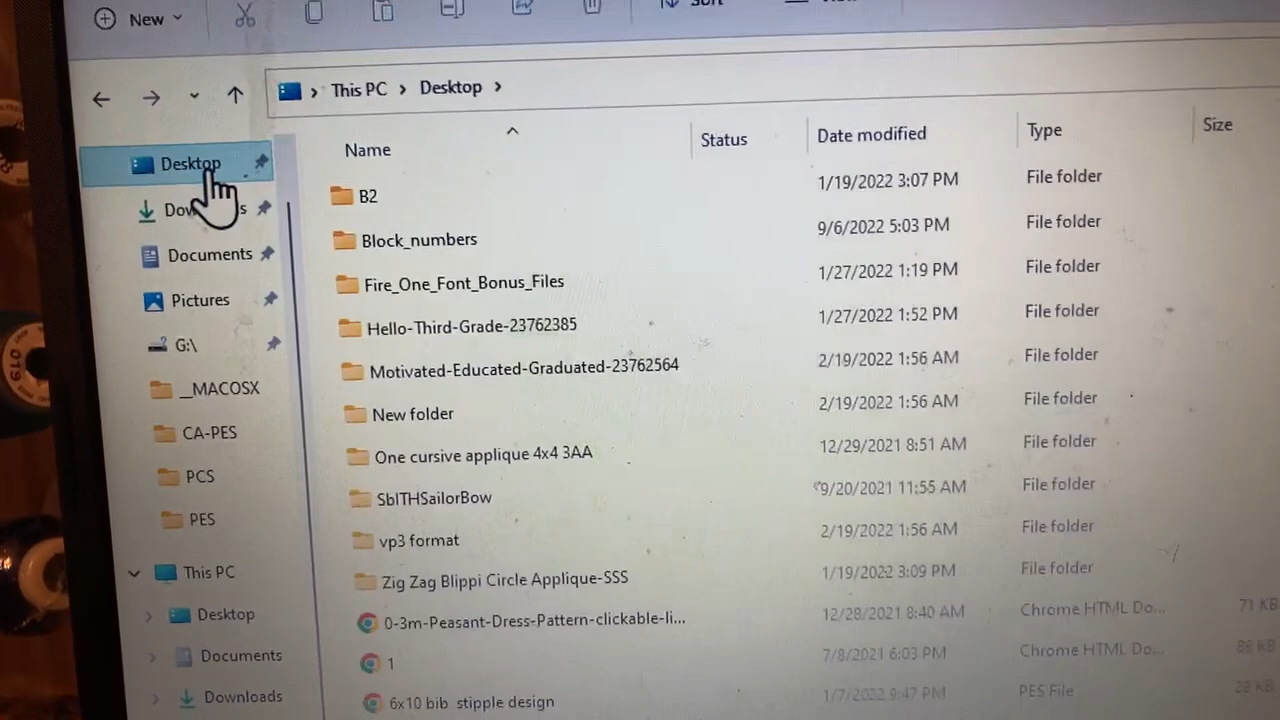 New
This PC > Desktop >
Name Status Date modified Type Size
Desktop
Documents
Pictures
G:\
__MACOSX
CA-PES
PCS
PES
This PC
Desktop
Documents
Downloads
B2 1/19/2022 3:07 PM File folder
Block_numbers 9/6/2022 5:03 PM File folder
Fire_One_Font_Bonus_Files 1/27/2022 1:19 PM File folder
Hello-Third-Grade-23762385 1/27/2022 1:52 PM File folder
Motivated-Educated-Graduated-23762564 2/19/2022 1:56 AM File folder
New folder 2/19/2022 1:56 AM File folder
One cursive applique 4x4 3AA 12/29/2021 8:51 AM File folder
SblTHSailorBow 9/20/2021 11:55 AM File folder
vp3 format 2/19/2022 1:56 AM File folder
Zig Zag Blippi Circle Applique-SSS 1/19/2022 3:09 PM File folder
0-3m-Peasant-Dress-Pattern-clickable-li... 12/28/2021 8:40 AM Chrome HTML Do... 71 KB
1 7/8/2021 6:03 PM Chrome HTML Do... KB
6x10 bib stipple design 1/7/2022 9:47 PM PES File KB